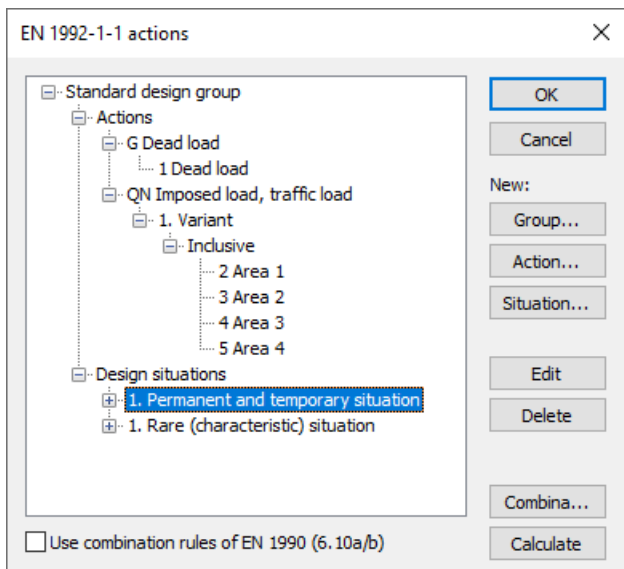 EN 1992-1-1 actions
Standard design group
Actions
G Dead load
1 Dead load
QN Imposed load, traffic load
1. Variant
Inclusive
2 Area 1
3 Area 2
4 Area 3
5 Area 4
Design situations
1. Permanent and temporary situation
1. Rare (characteristic) situation
Use combination rules of EN 1990 (6.10a/b)
OK
Cancel
New:
Group...
Action...
Situation...
Edit
Delete
Combina...
Calculate